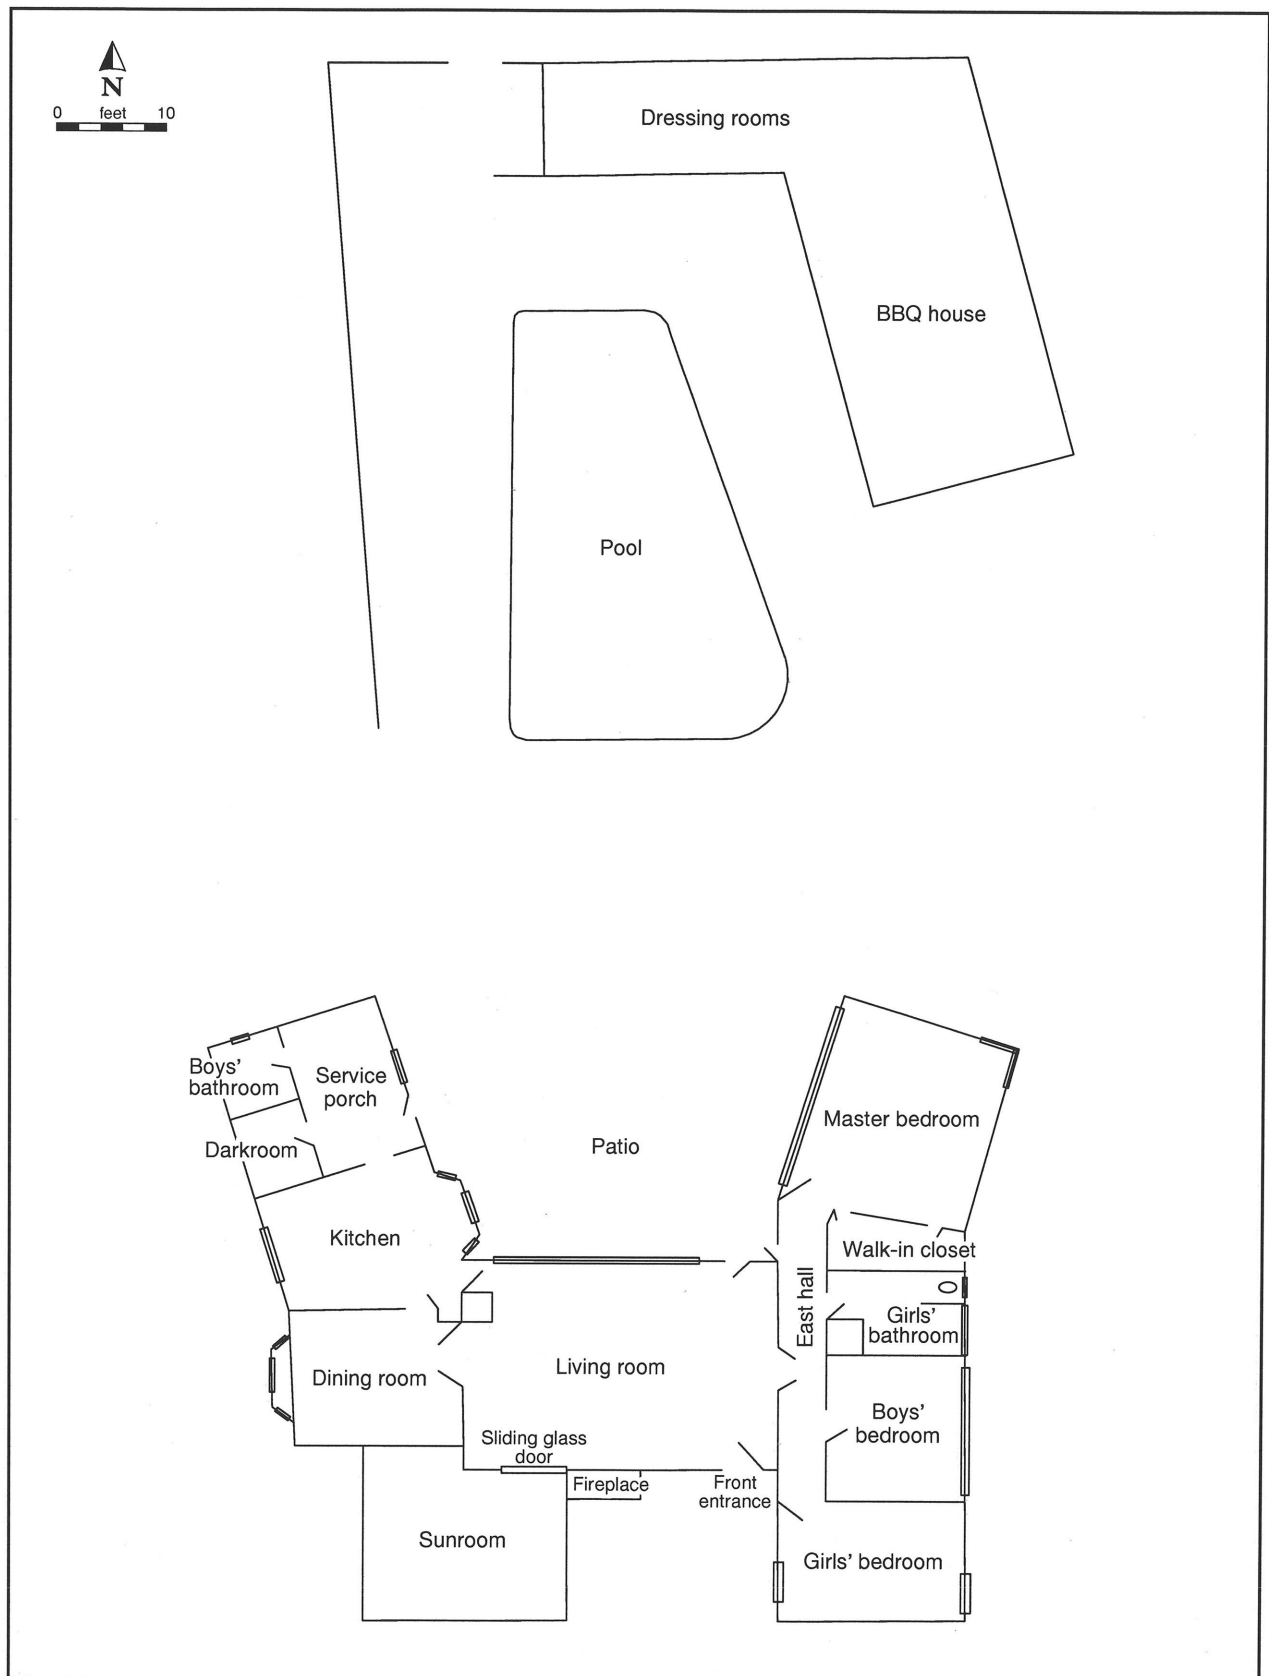 N
0 feet 10
Dressing rooms
BBQ house
Pool
Boys'
bathroom
Service
porch
Darkroom
Patio
Master bedroom
Kitchen
Walk-in closet
East hall
Girls'
bathroom
Living room
Dining room
Boys'
bedroom
Sliding glass
door
Fireplace
Front
entrance
Sunroom
Girls' bedroom